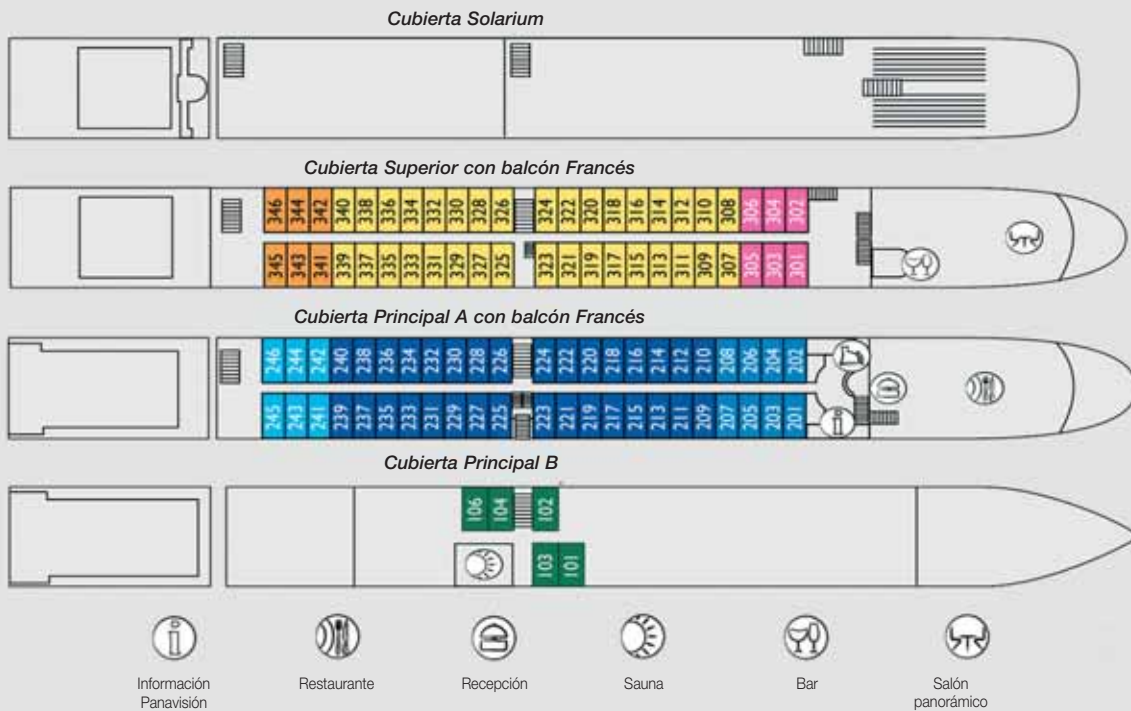 Cubierta Solarium
Cubierta Superior con balcón Francés
346 344 342 340 338 336 334 332 330 328 326 324 322 320 318 316 314 312 310 308 306 304 302
345 343 341 339 337 335 333 331 329 327 325 323 321 319 317 315 313 311 309 307 305 303 301
Cubierta Principal A con balcón Francés
246 244 242 240 238 236 234 232 230 228 226 224 222 220 218 216 214 212 210 208 206 204 202
245 243 241 239 237 235 233 231 229 227 225 223 221 219 217 215 213 211 209 207 205 203 201
i
Cubierta Principal B
106 104 102
103 101
i
Información
Panavisión
Restaurante
Recepción
Sauna
Bar
Salón
panorámico